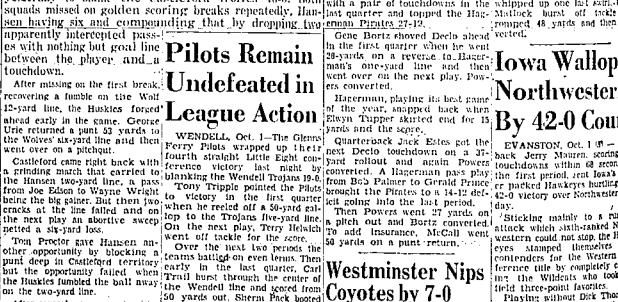 squads missed on golden scoring breaks repeatedly, Han-
sen having six and compounding that by dropping two
apparently intercepted pass-
es with nothing but goal line
between the player and a
touchdown.
After missing on the first break,
recovering a fumble on the Wolf
12-yard line, the Huskies forged
ahead early in the game. George
Urie returned a punt 53 yards to
the Wolves' six-yard line and then
went over on a pitchout.
Castleford came right back with
a grinding match that carried to
the Hansen two-yard line, a pass
from Joe Edson to Wayne Wright
being the big gainer. But then two
cracks at the line failed and on
the next play an abortive sweep
netted a six-yard loss.
Tom Proctor gave Hansen an-
other opportunity by blocking a
punt deep in Castleford territory
but the opportunity failed when
the Huskies fumbled the ball away
on the two-yard line.
Pilots Remain
Undefeated in
League Action
WENDELL, Oct. 1—The Glenns
Ferry Pilots wrapped up their
fourth straight Little Eight con-
ference victory last night by
blanking the Wendell Trojans 19-0.
Tony Tripple pointed the Pilots
to victory in the first quarter
when he reeled off a 50-yard gal-
lop to the Trojans five-yard line.
On the next play, Terry Helwich
went off tackle for the score.
Over the next two periods the
teams battled on even terms. Then
early in the last quarter, Carl
Trail burst through the center of
the Wendell line and scored from
50 yards out. Sherm Pack booted
with a pair of touchdowns in the
last quarter and topped the Hag-
erman Pirates 27-12.
Gene Bortz shoved Declo ahead
in the first quarter when he went
20-yards on a reverse to Hager-
man's one-yard line and then
went over on the next play. Pow-
ers converted.
Hagerman, playing its best game
of the year, snapped back when
Elwyn Tupper skirted end for 15
yards and the score.
Quarterback Jack Estes got the
next Declo touchdown on a 37-
yard rollout and again Powers
converted. A Hagerman pass play
from Bob Palmer to Gerald Prince
brought the Pirates to a 14-12 def-
icit going into the last period.
Then Powers went 27 yards on
a pitch out and Bortz converted.
To add insurance, McCall went
50 yards on a punt return.
Westminster Nips
Coyotes by 7-0
whipped up one last
Matlock burst off tackle
romped 48 yards and then
verted.
Iowa Wallop
Northwester
By 42-0 Cou
EVANSTON, Oct. 1
back Jerry Mauren, scoring
touchdowns within 68 secon
the first period, sent Iowa's
er packed Hawkeyes hurtling
42-0 victory over Northwester
day.
Sticking mainly to a ru
attack which sixth-ranked N
western could not stop, the H
eyes stamped themselves
contenders for the Western
ference title by completely
ing the Wildcats who took
field three-point favorites.
playing without Dick Tho